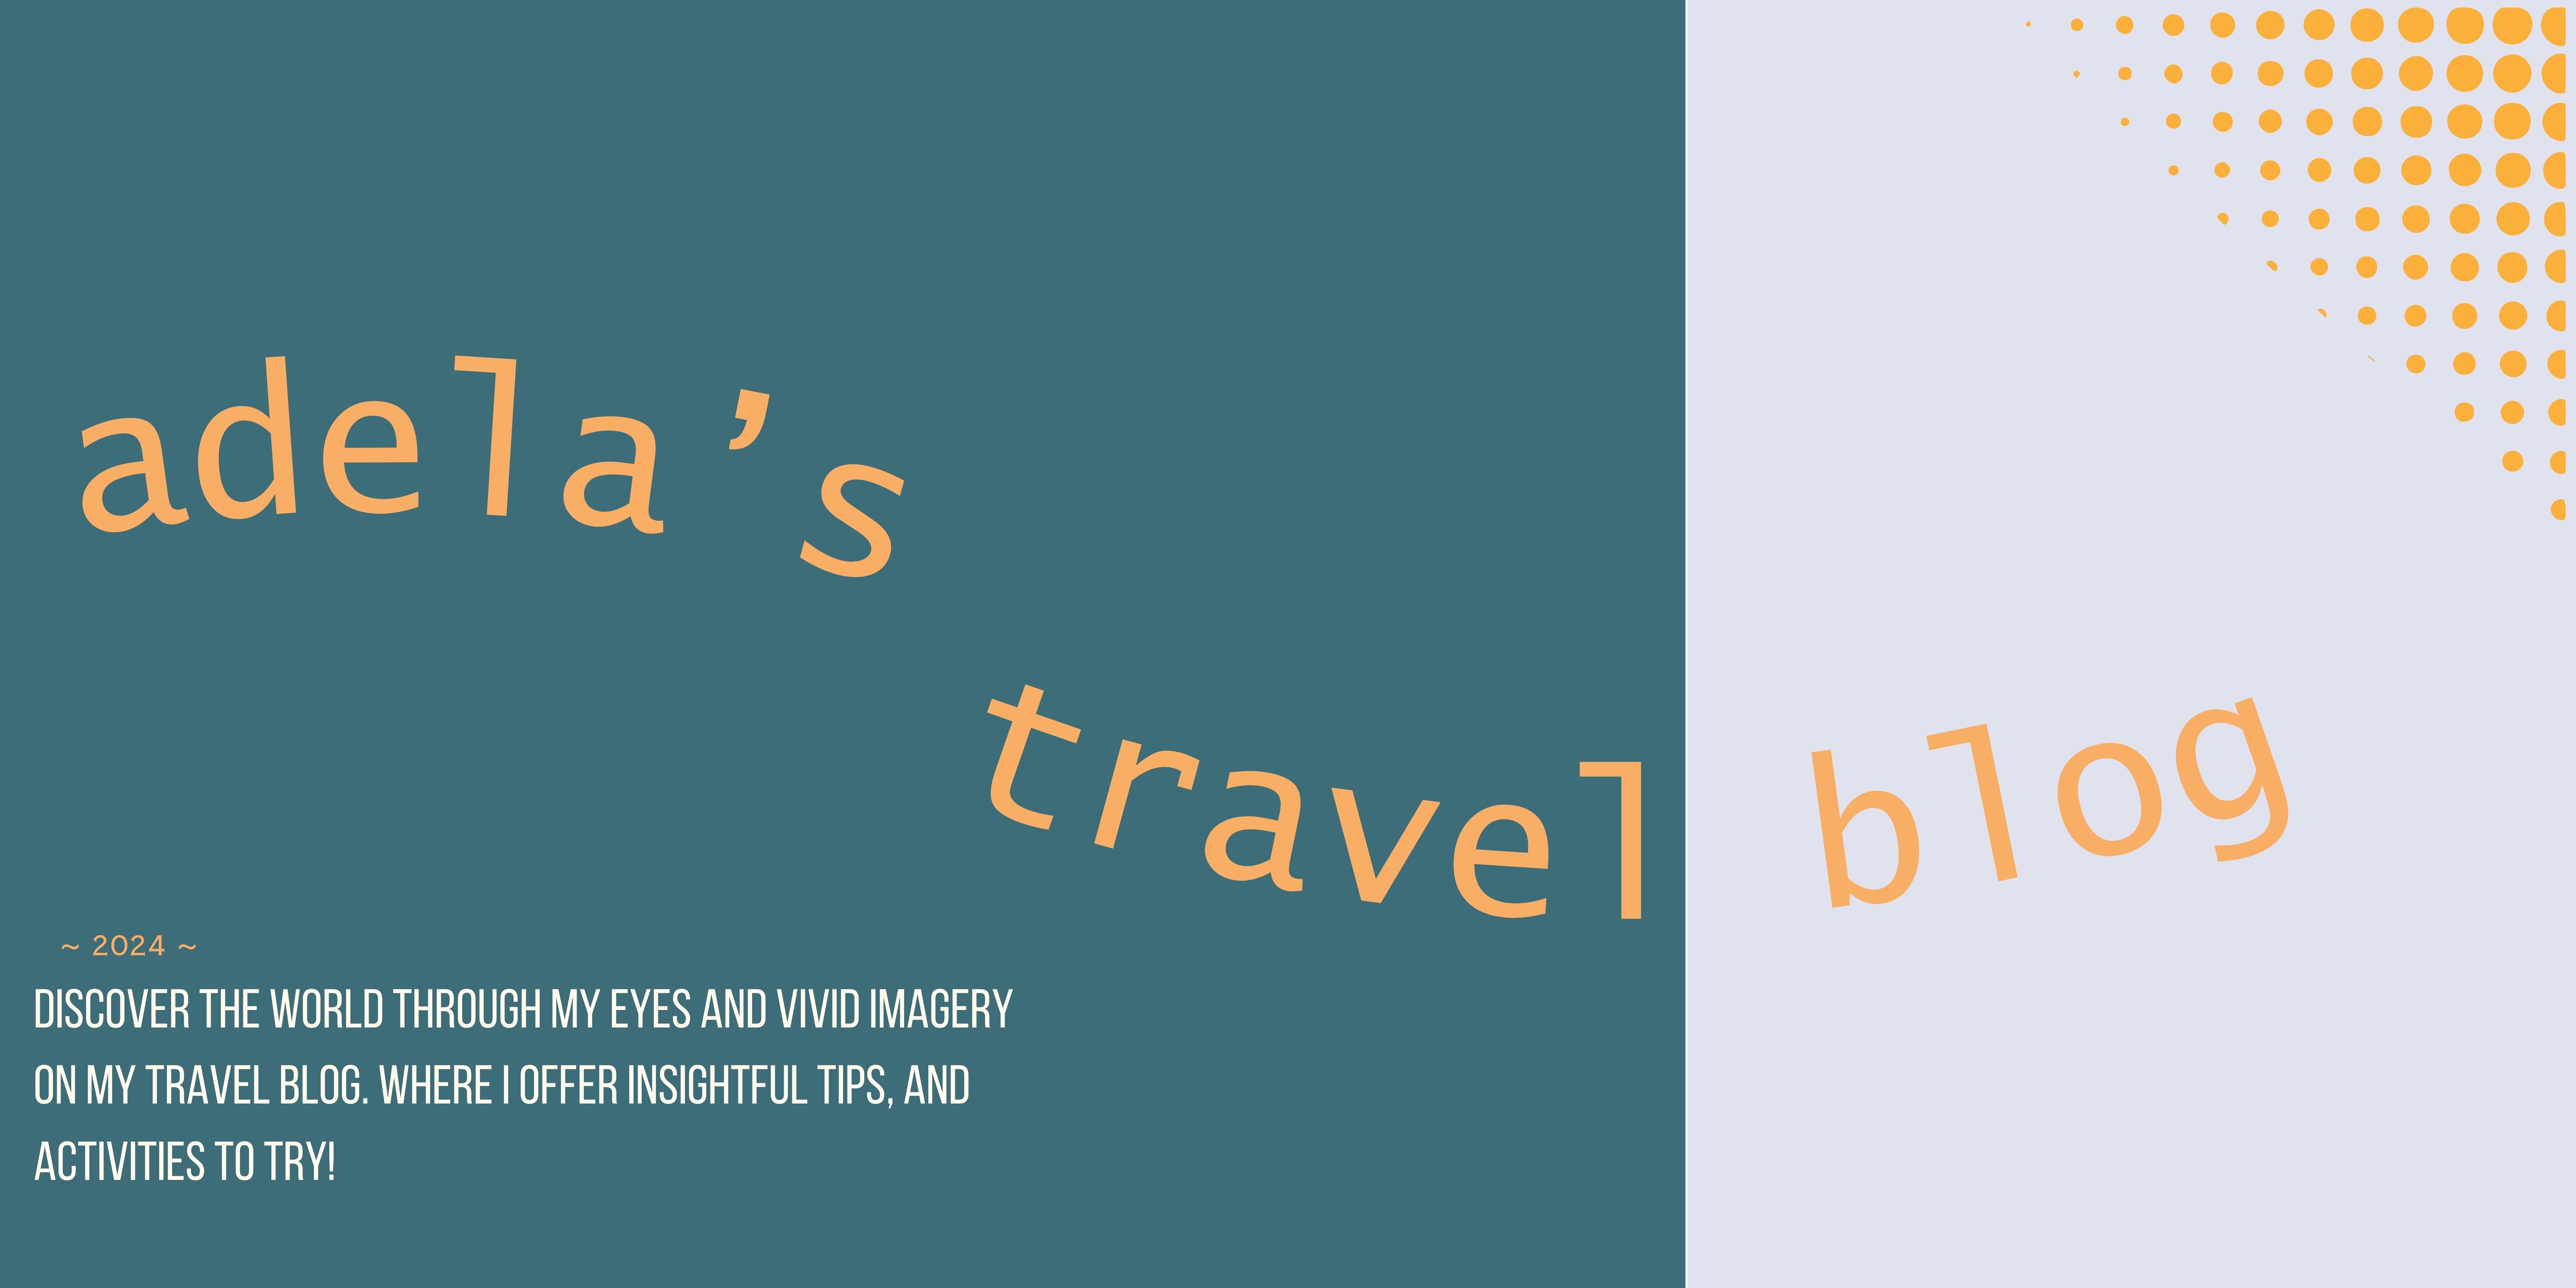 adela’s
travel blog
~ 2024 ~
DISCOVER THE WORLD THROUGH MY EYES AND VIVID IMAGERY
ON MY TRAVEL BLOG. WHERE I OFFER INSIGHTFUL TIPS, AND
ACTIVITIES TO TRY!